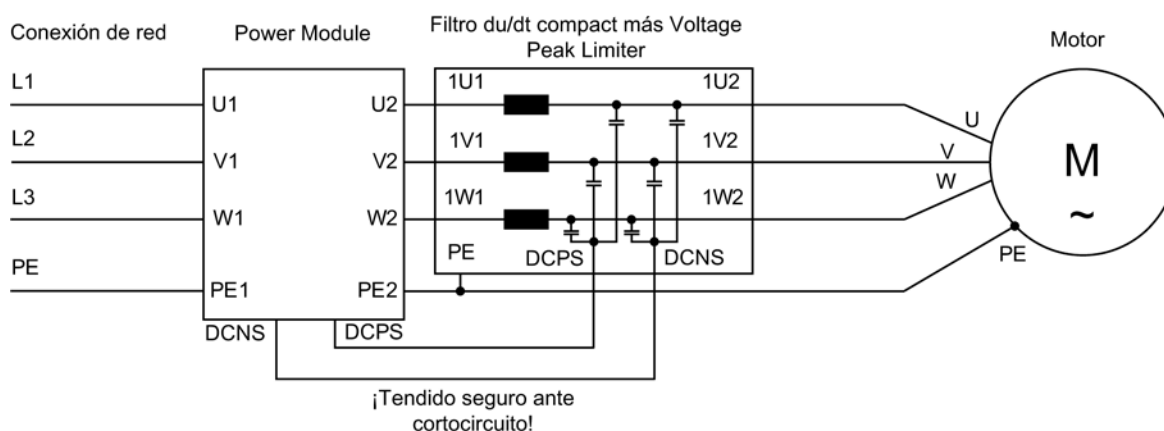 Conexión de red
Power Module
Filtro du/dt compact más Voltage
Peak Limiter
Motor
L1
U1
U2
1U1
1U2
U
L2
V1
V2
1V1
1V2
V
M
~
L3
W1
W2
1W1
1W2
W
PE
PE1
PE2
PE
DCPS
DCNS
PE
DCNS
DCPS
¡Tendido seguro ante
cortocircuito!